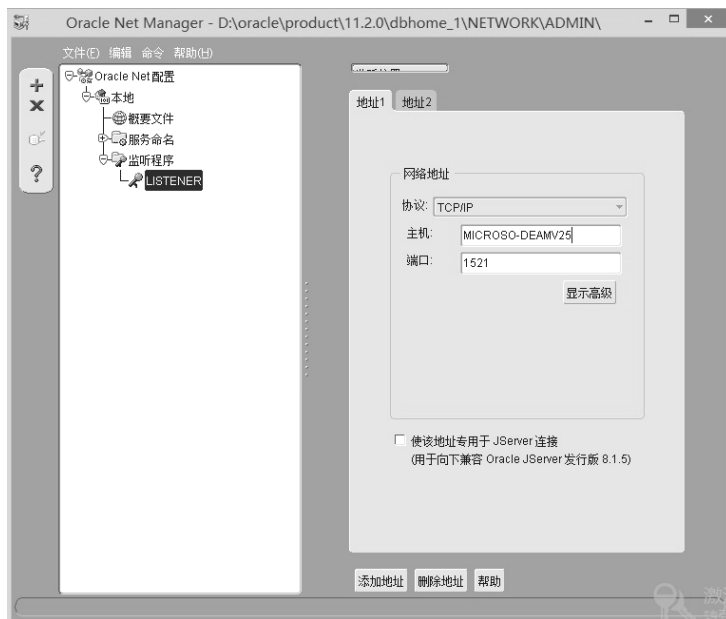 Oracle Net Manager - D:\oracle\product\11.2.0\dbhome_1\NETWORK\ADMIN\
文件(F) 编辑 命令 帮助(H)
Oracle Net 配置
本地
概要文件
服务命名
监听程序
LISTENER
地址1 地址2
网络地址
协议: TCP/IP
主机: MICROSO-DEAMV25
端口: 1521
显示高级
使该地址专用于 JServer 连接
(用于向下兼容 Oracle JServer 发行版 8.1.5)
添加地址 删除地址 帮助